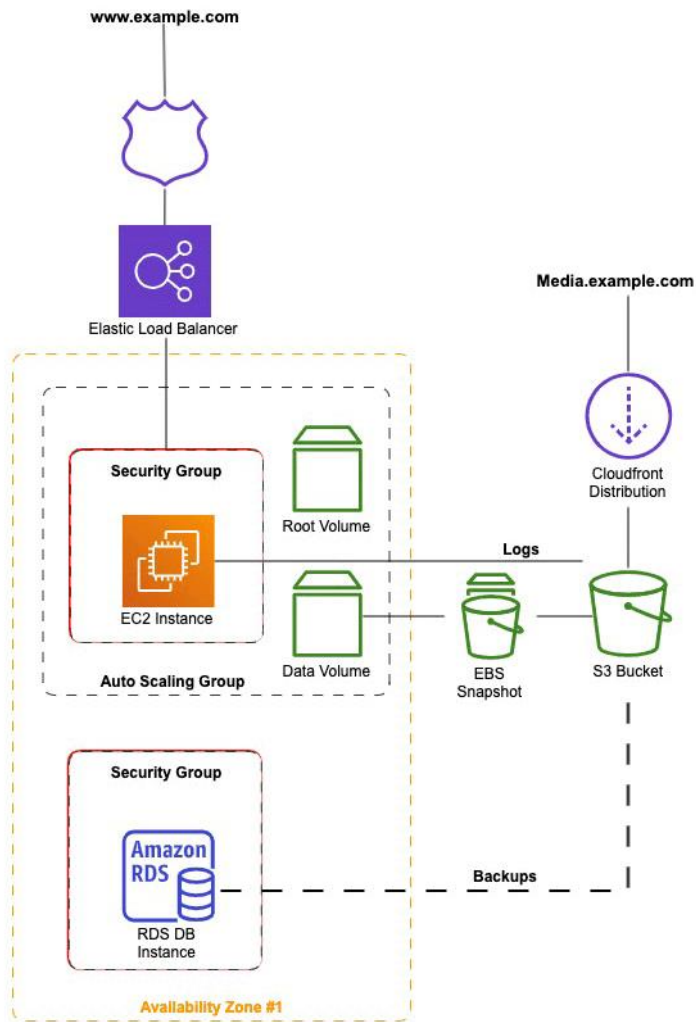 www.example.com
Elastic Load Balancer
Media.example.com
Cloudfront
Distribution
Security Group
Root Volume
EC2 Instance
Logs
Auto Scaling Group
Data Volume
EBS
Snapshot
S3 Bucket
Security Group
Amazon
RDS
RDS DB
Instance
Backups
Availability Zone #1